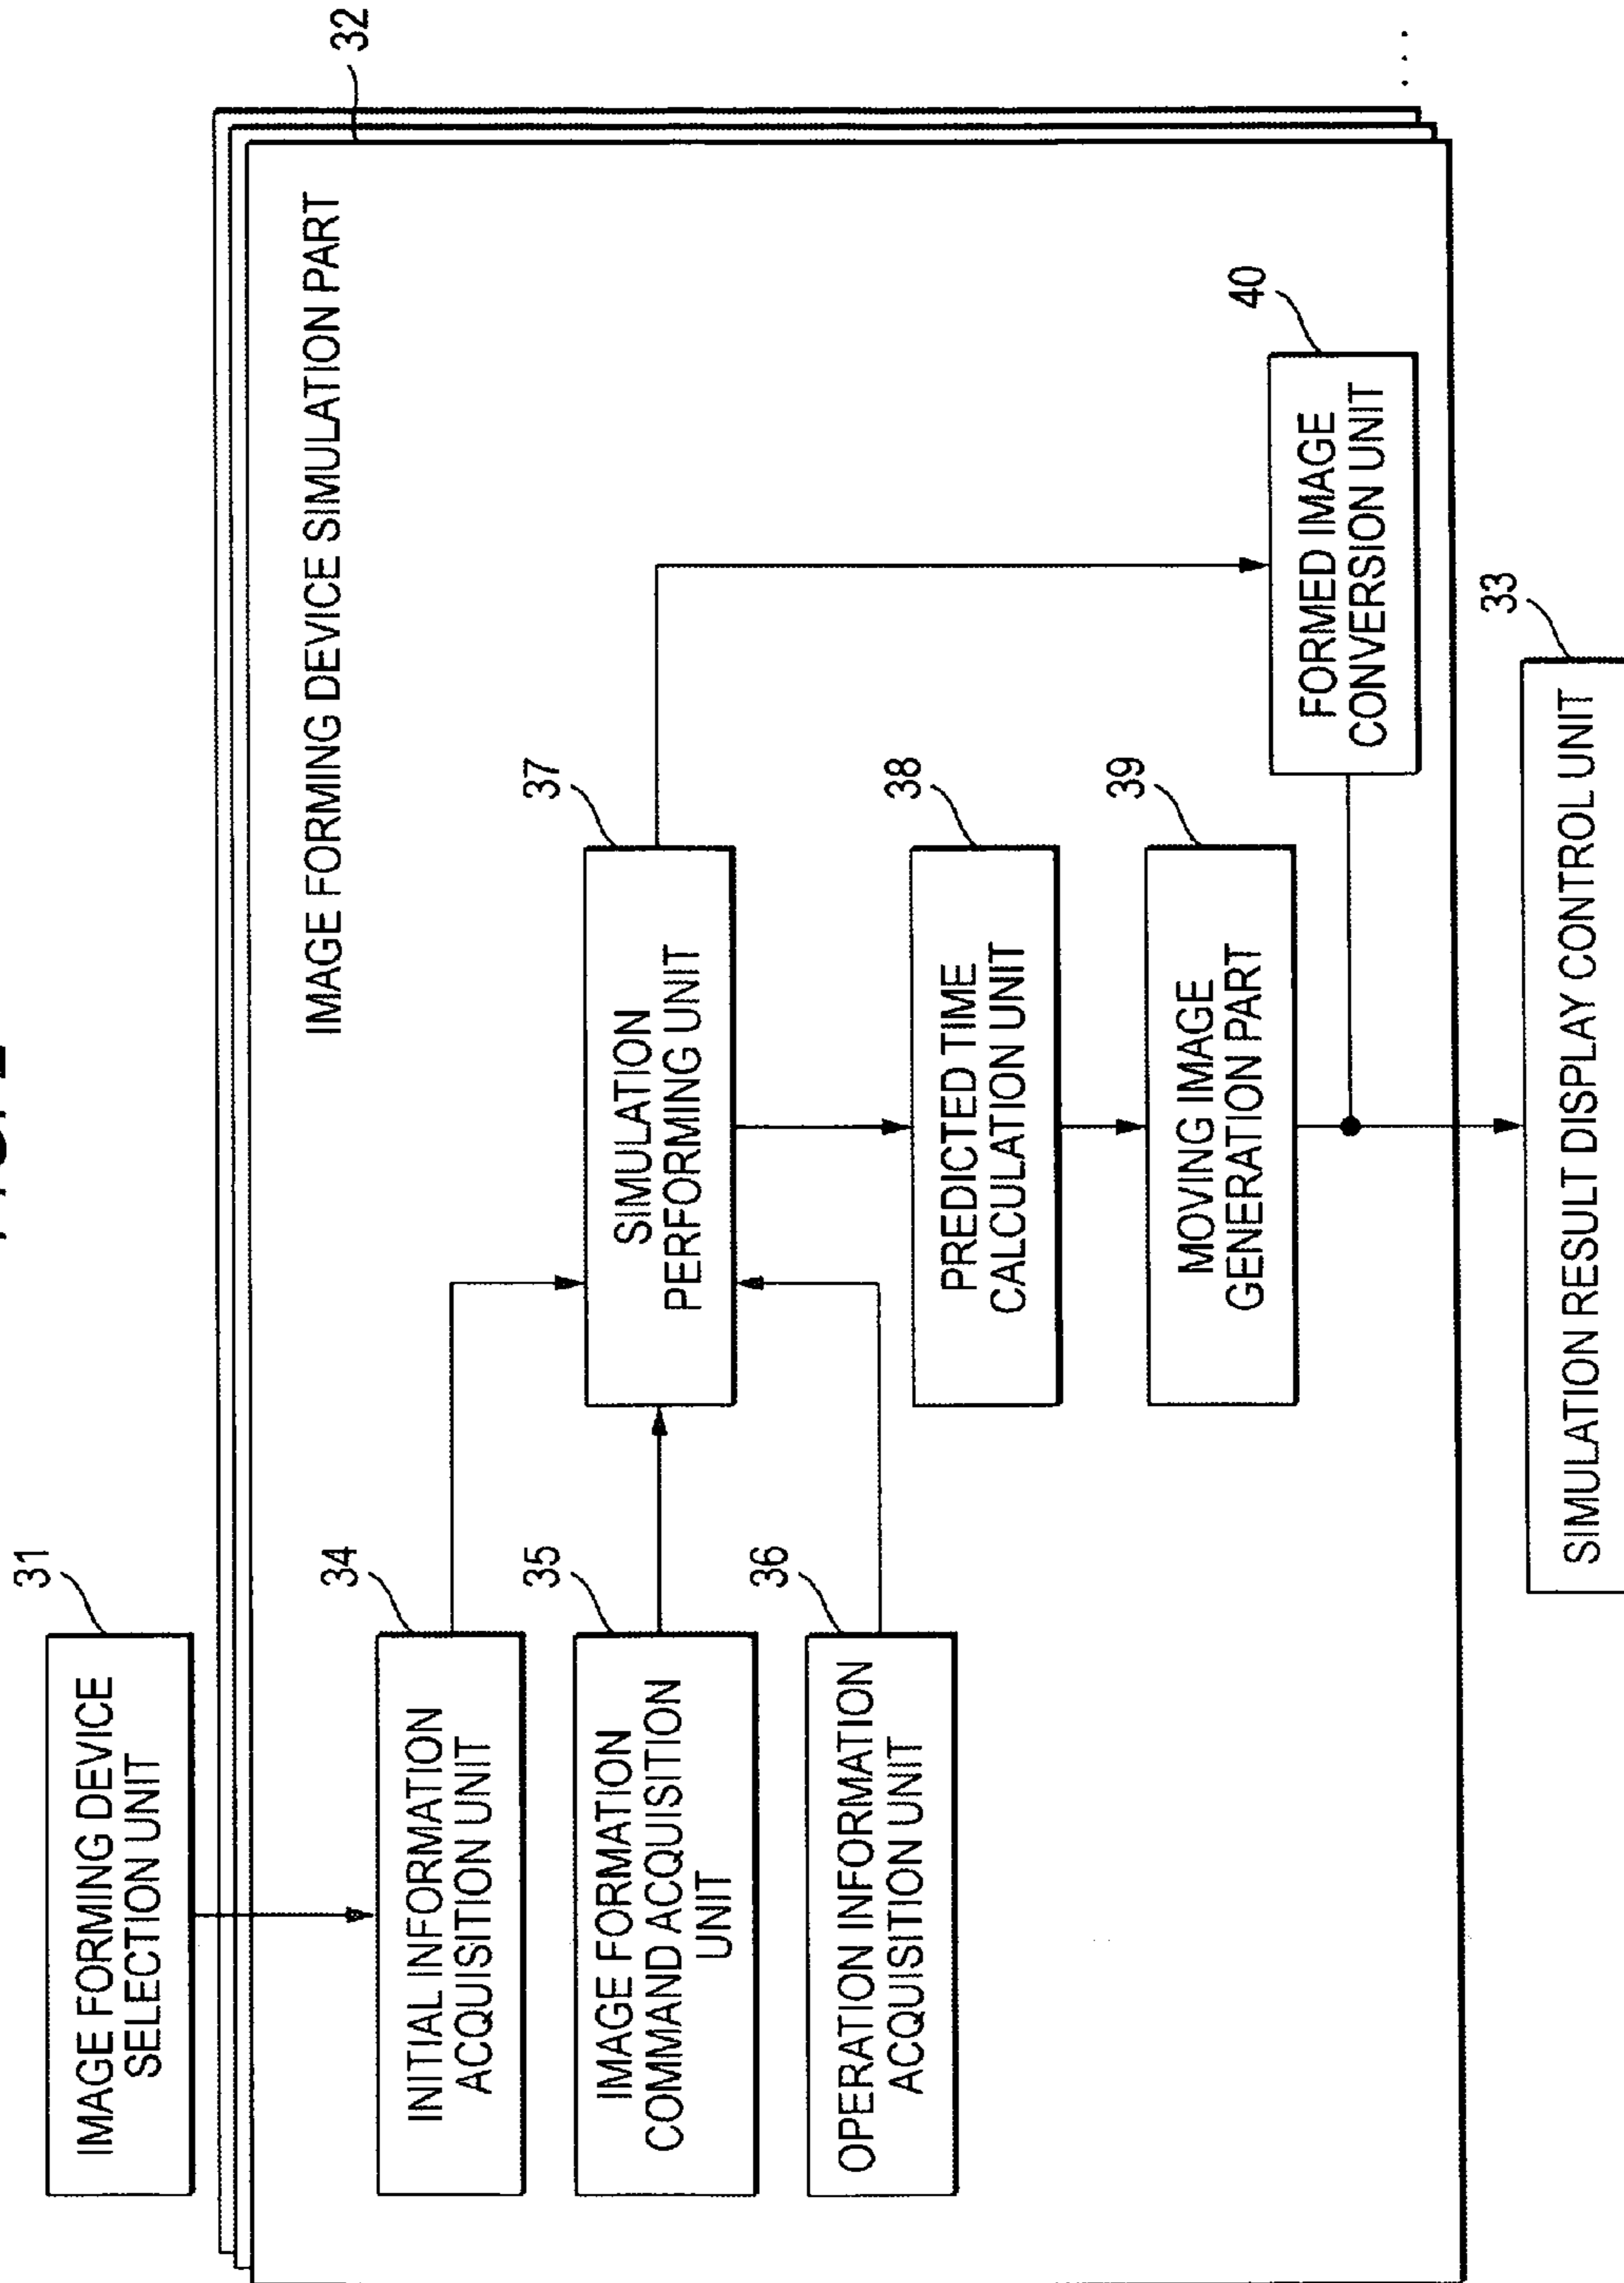 31
IMAGE FORMING DEVICE
SELECTION UNIT
32
IMAGE FORMING DEVICE SIMULATION PART
34
INITIAL INFORMATION
ACQUISITION UNIT
35
IMAGE FORMATION
COMMAND ACQUISITION
UNIT
36
OPERATION INFORMATION
ACQUISITION UNIT
37
SIMULATION
PERFORMING UNIT
38
PREDICTED TIME
CALCULATION UNIT
39
MOVING IMAGE
GENERATION PART
40
FORMED IMAGE
CONVERSION UNIT
. . .
33
SIMULATION RESULT DISPLAY CONTROL UNIT